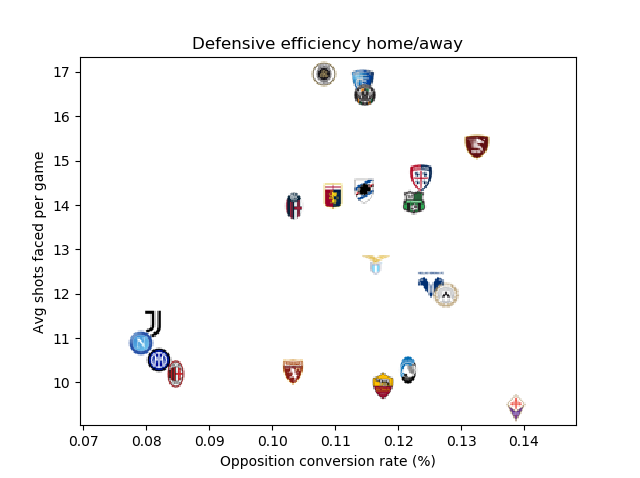 Defensive efficiency home/away
17
16
15
14
13
12
11
10
Avg shots faced per game
0.07 0.08 0.09 0.10 0.11 0.12 0.13 0.14
Opposition conversion rate (%)